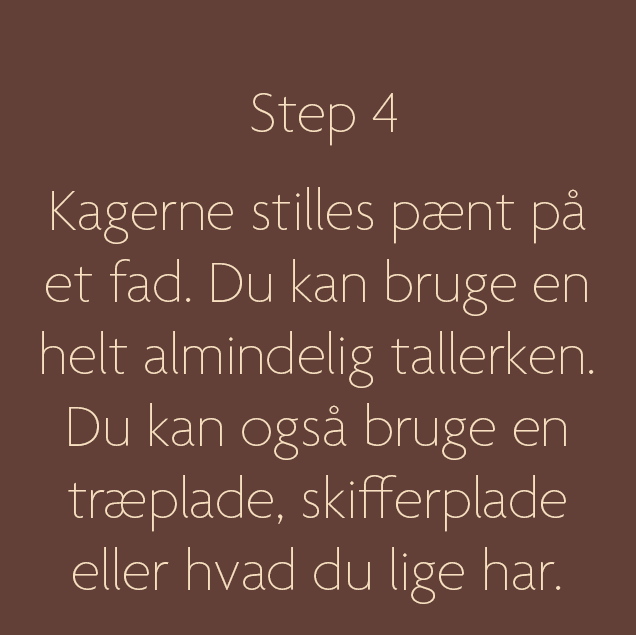 Step 4
Kagerne stilles pænt på
et fad. Du kan bruge en
helt almindelig tallerken.
Du kan også bruge en
træplade, skifferplade
eller hvad du lige har.